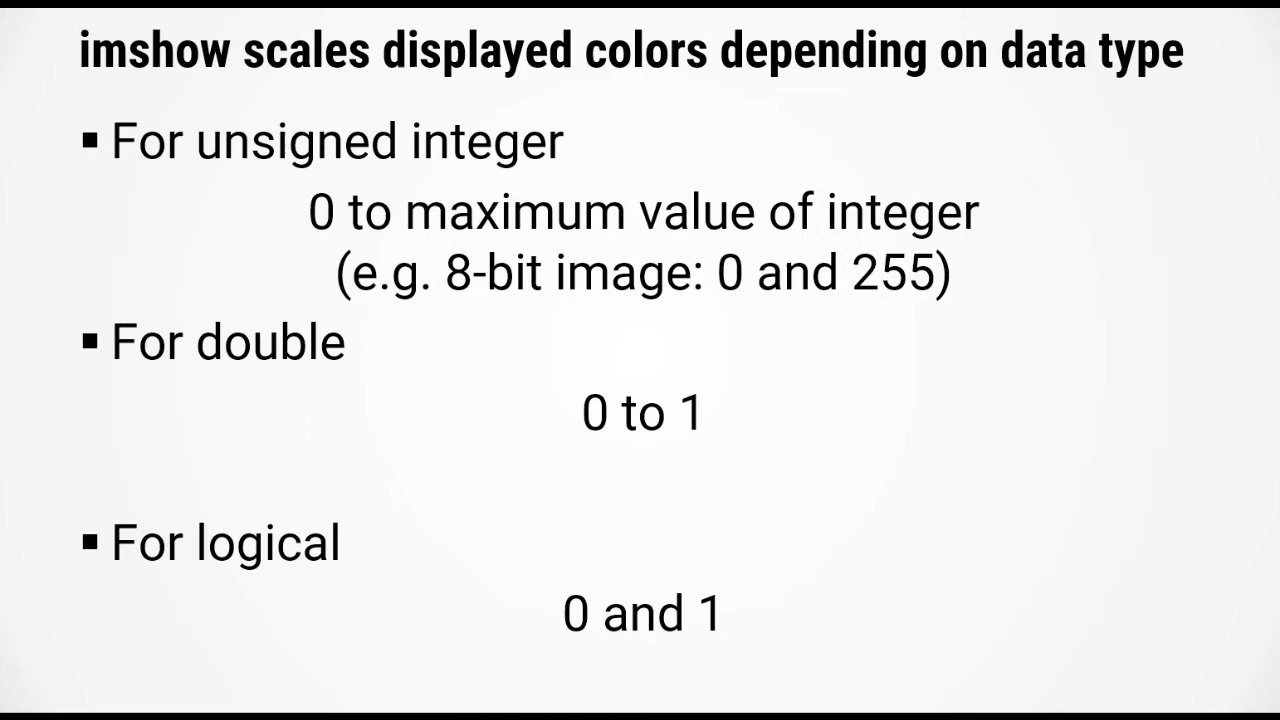 imshow scales displayed colors depending on data type
▪ For unsigned integer
0 to maximum value of integer
(e.g. 8-bit image: 0 and 255)
▪ For double
0 to 1
▪ For logical
0 and 1